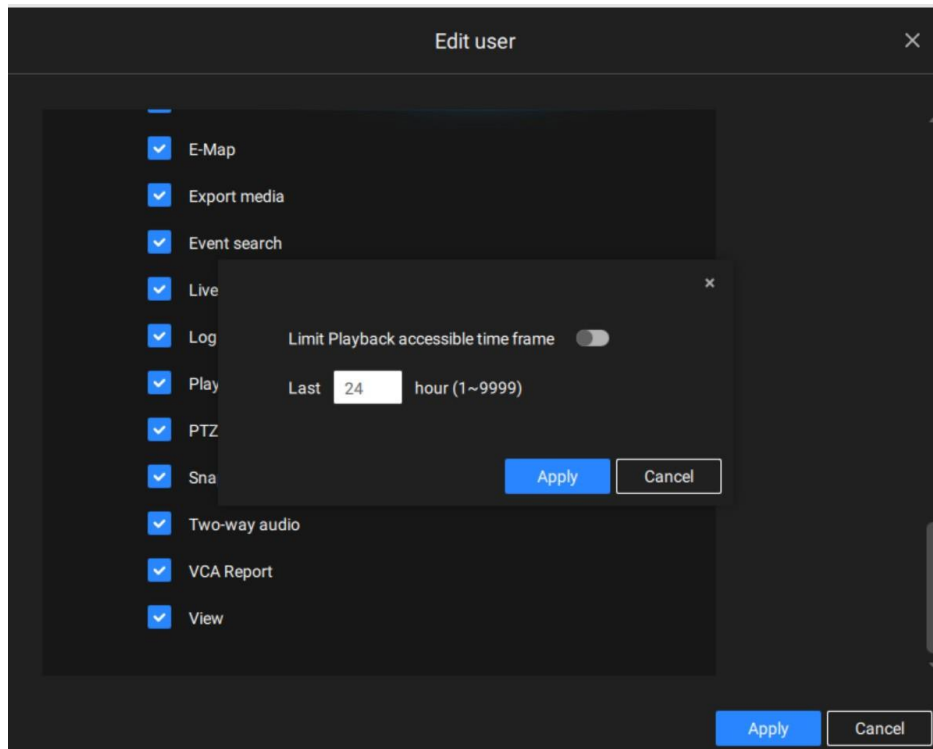 Edit user
E-Map
Export media
Event search
Live
Log
Limit Playback accessible time frame
Play
Last 24 hour (1~9999)
PTZ
Sna
Apply Cancel
Two-way audio
VCA Report
View
Apply Cancel